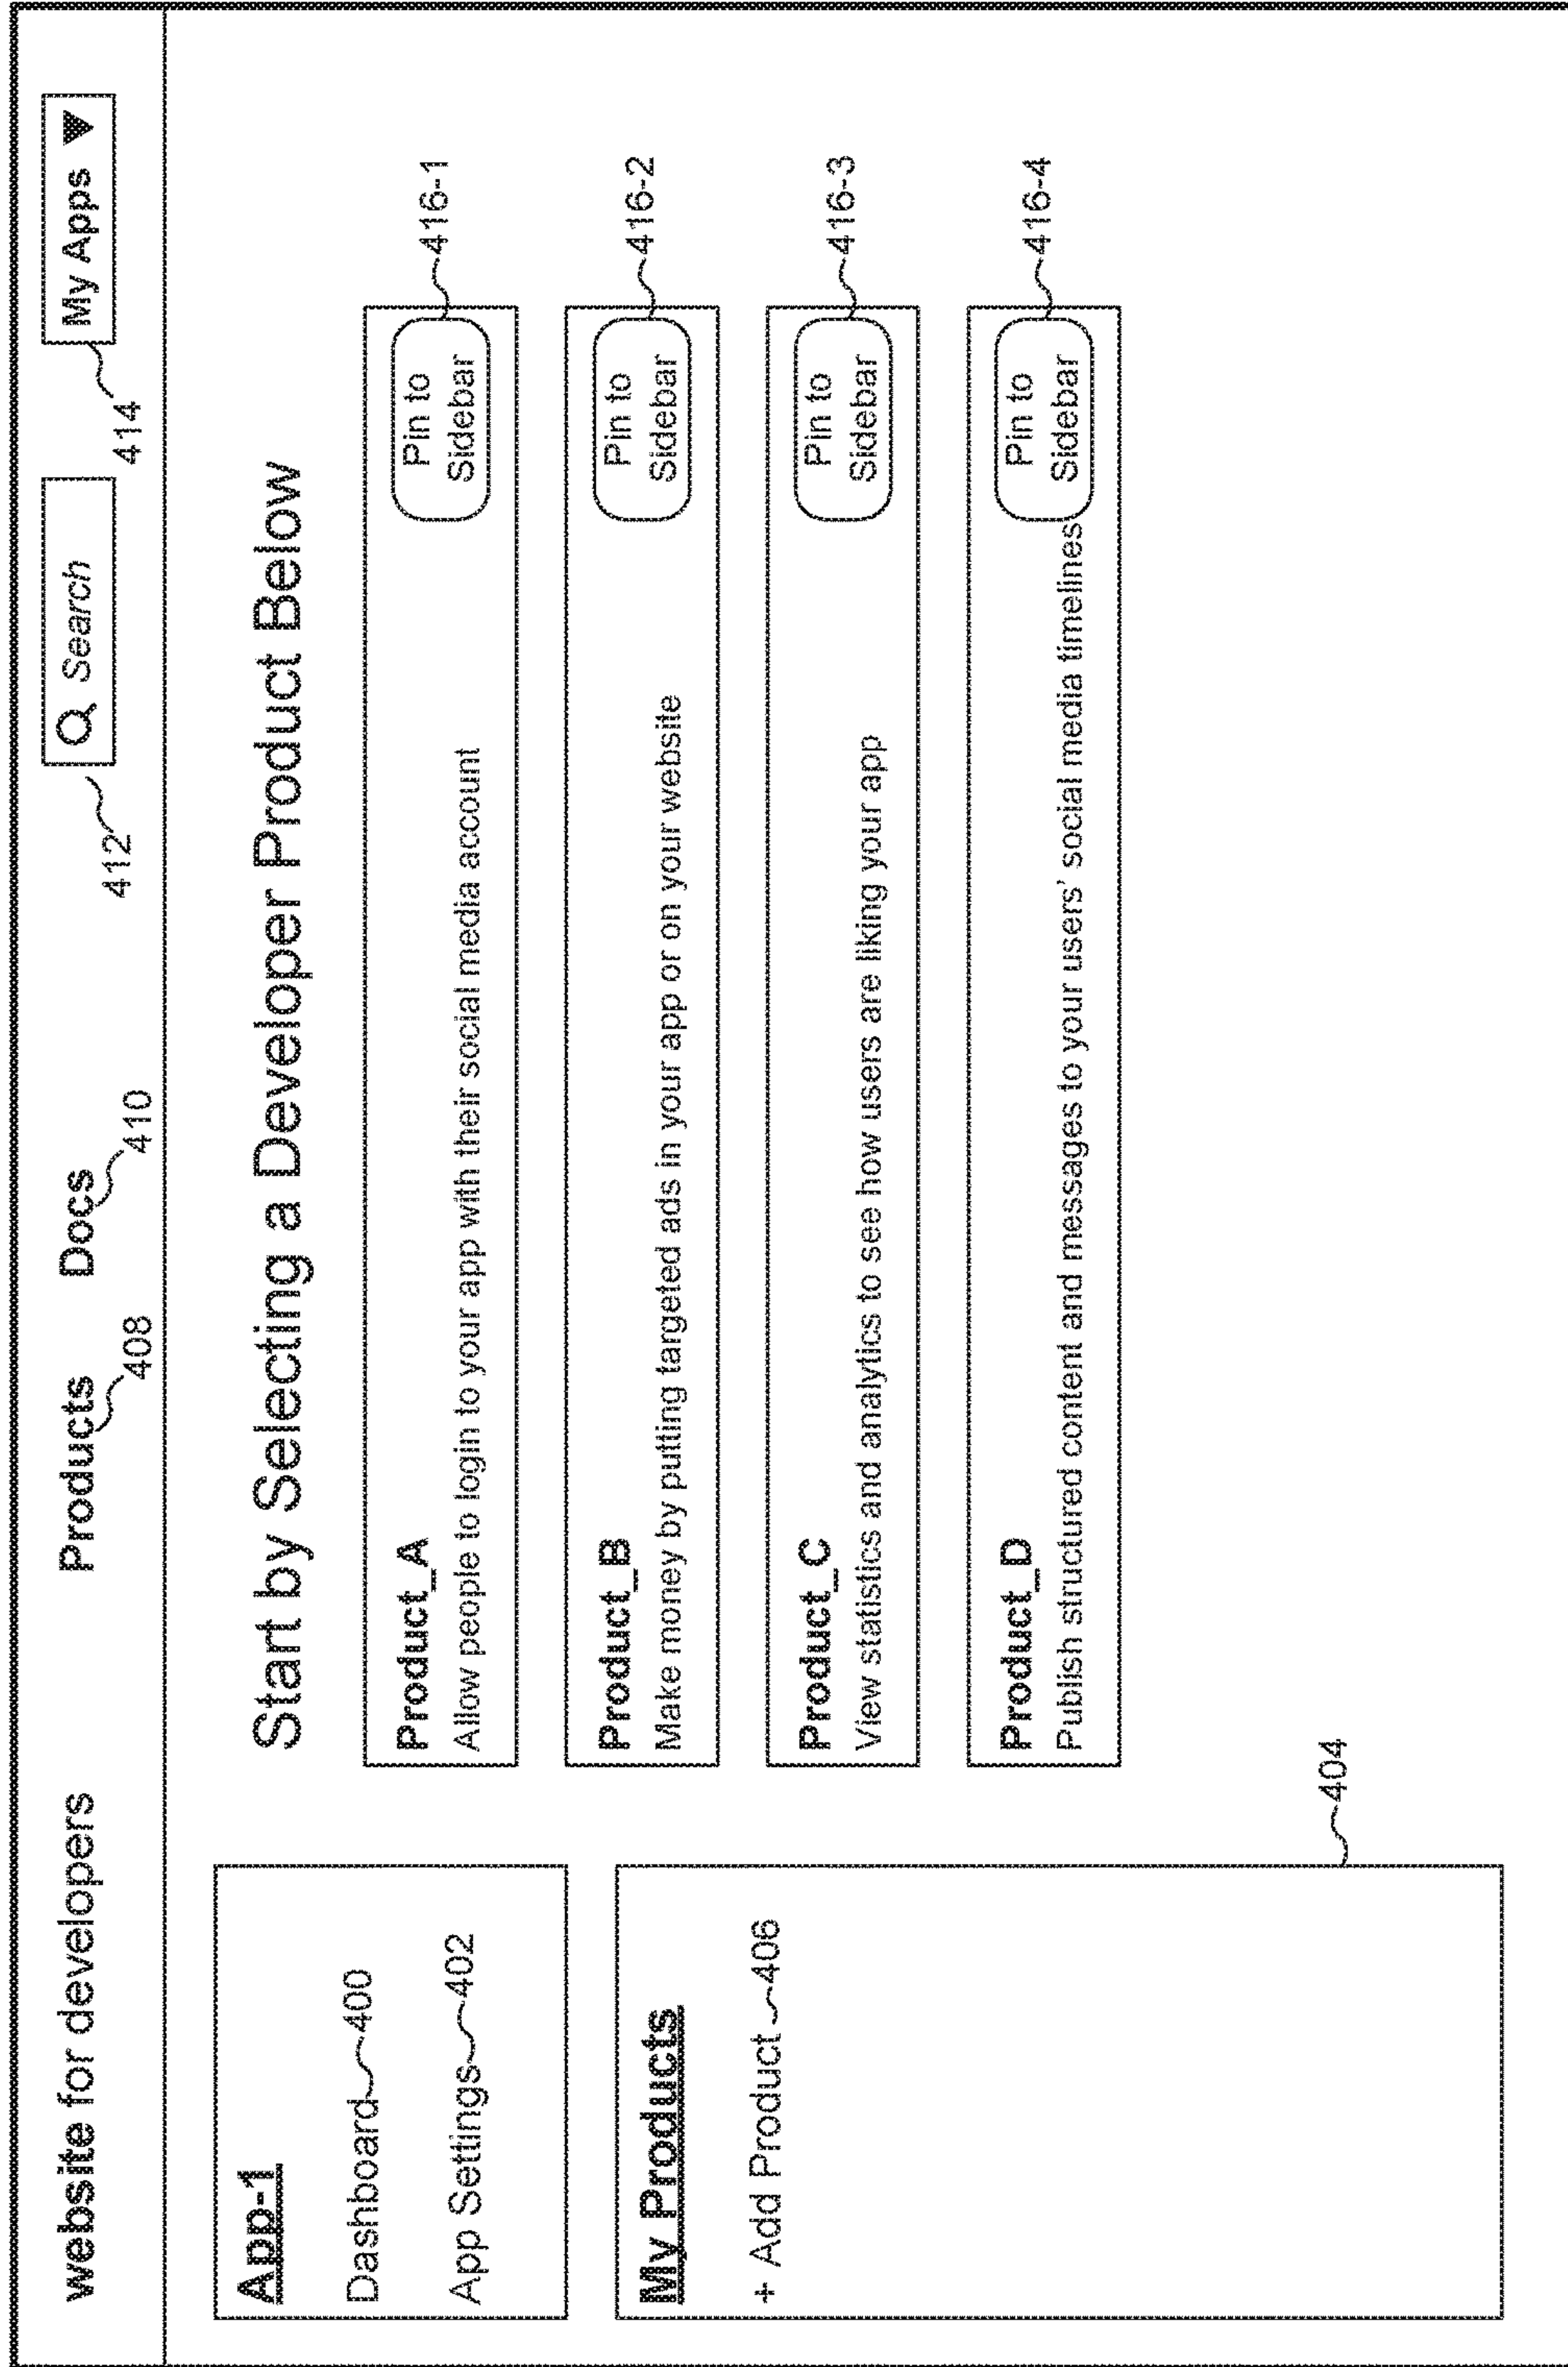 website for developers
Products
408
Docs
410
412
Search
414
My Apps
App-1
Dashboard 400
App Settings 402
My Products
+ Add Product 406
404
Start by Selecting a Developer Product Below
Product_A
Allow people to login to your app with their social media account
Pin to
Sidebar
416-1
Product_B
Make money by putting targeted ads in your app or on your website
Pin to
Sidebar
416-2
Product_C
View statistics and analytics to see how users are liking your app
Pin to
Sidebar
416-3
Product_D
Publish structured content and messages to your users' social media timelines
Pin to
Sidebar
416-4